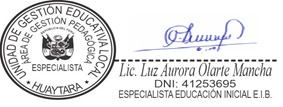 UNIDAD DE GESTIÓN EDUCATIVA LOCAL
ÁREA DE GESTIÓN PEDAGÓGICA
ESPECIALISTA
HUAYTARÁ
Lic. Luz Aurora Olarte Mancha
DNI: 41253695
ESPECIALISTA EDUCACIÓN INICIAL E.I.B.